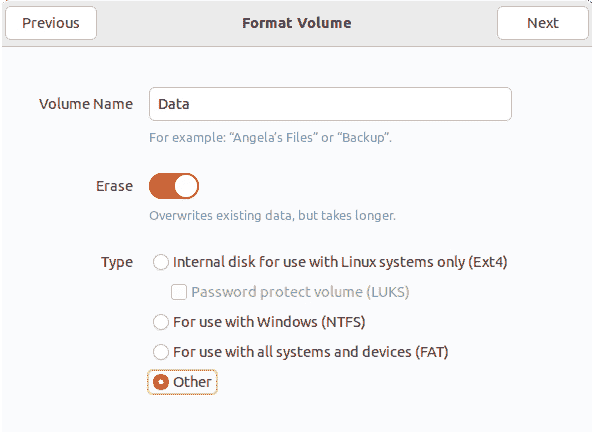 Previous
Format Volume
Next
Volume Name
Data
For example: “Angela’s Files” or “Backup”.
Erase
Overwrites existing data, but takes longer.
Type
Internal disk for use with Linux systems only (Ext4)
Password protect volume (LUKS)
For use with Windows (NTFS)
For use with all systems and devices (FAT)
Other